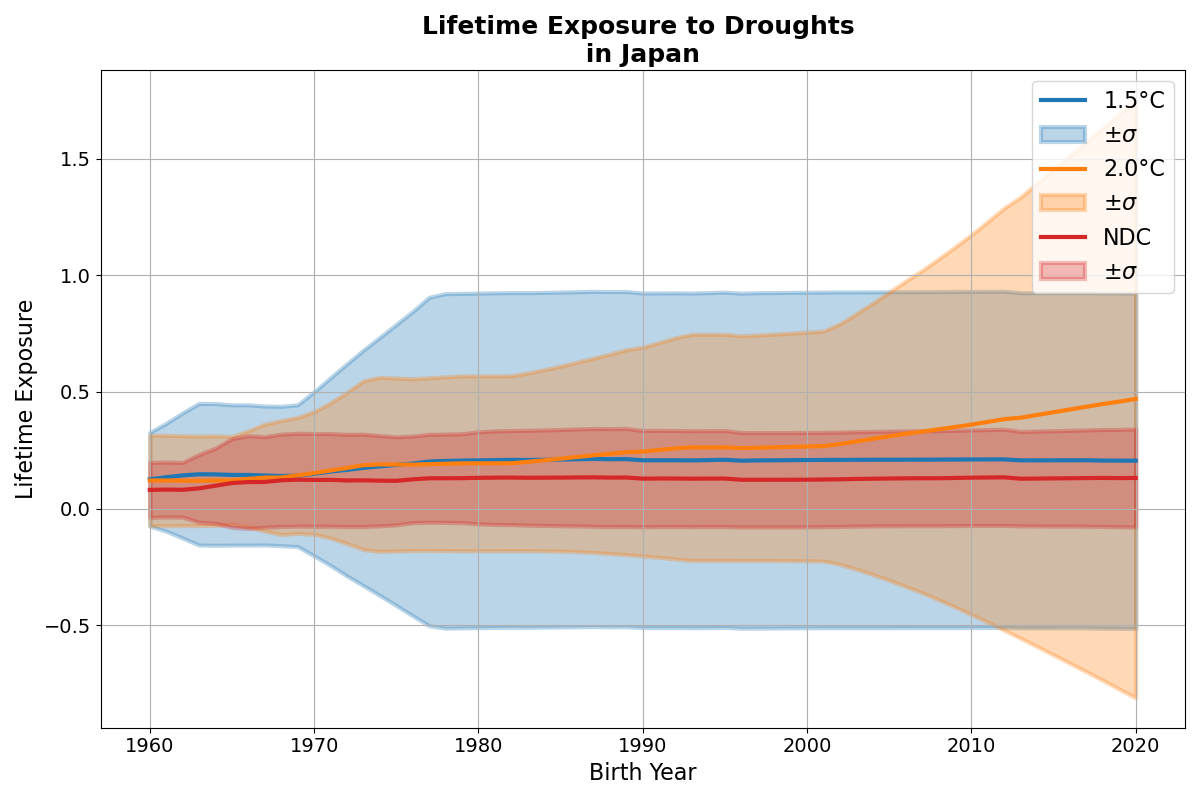 Lifetime Exposure to Droughts
in Japan
1.5°C
±σ
2.0°C
±σ
NDC
±σ
Lifetime Exposure
1.5
1.0
0.5
0.0
−0.5
1960 1970 1980 1990 2000 2010 2020
Birth Year